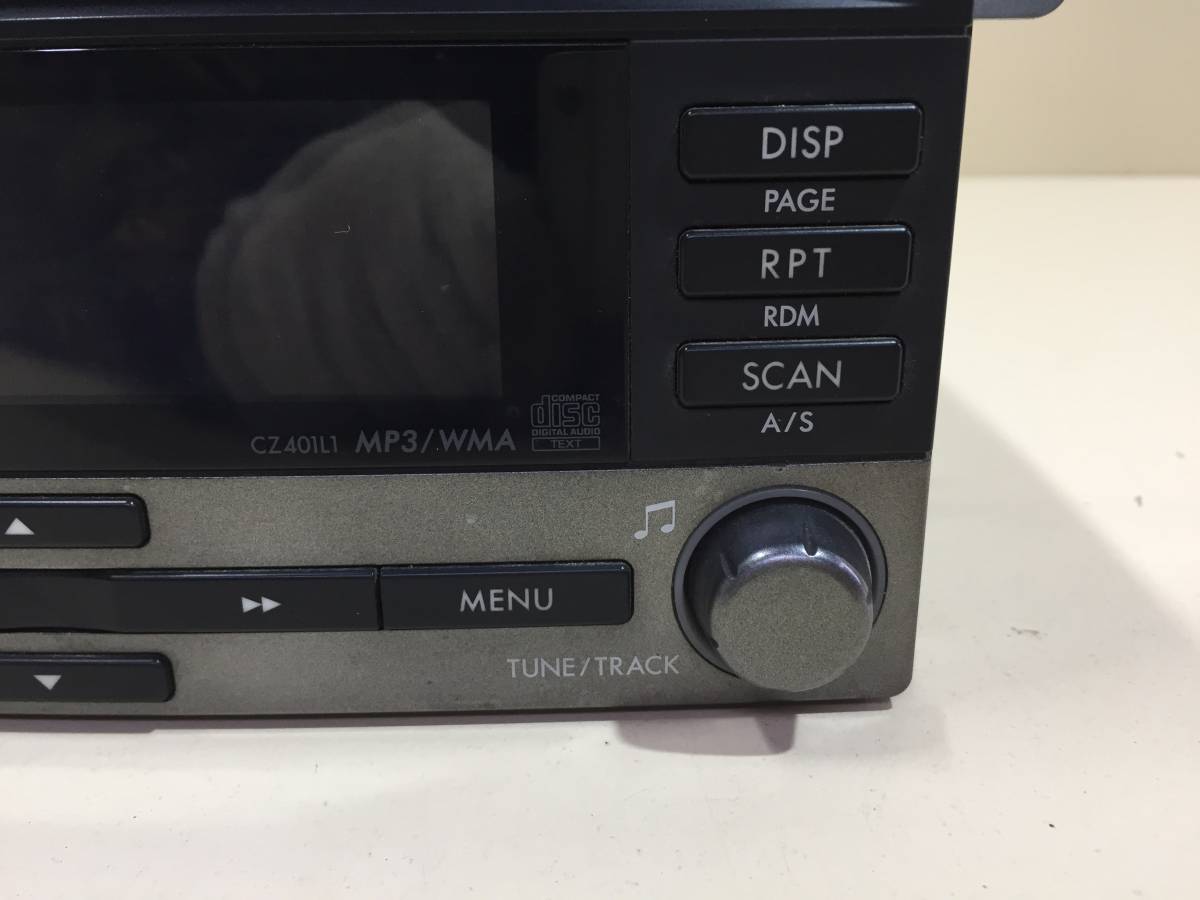 DISP
PAGE
RPT
RDM
SCAN
A/S
CZ401L1 MP3/WMA
COMPACT
disc
DIGITAL AUDIO
TEXT
MENU
TUNE/TRACK